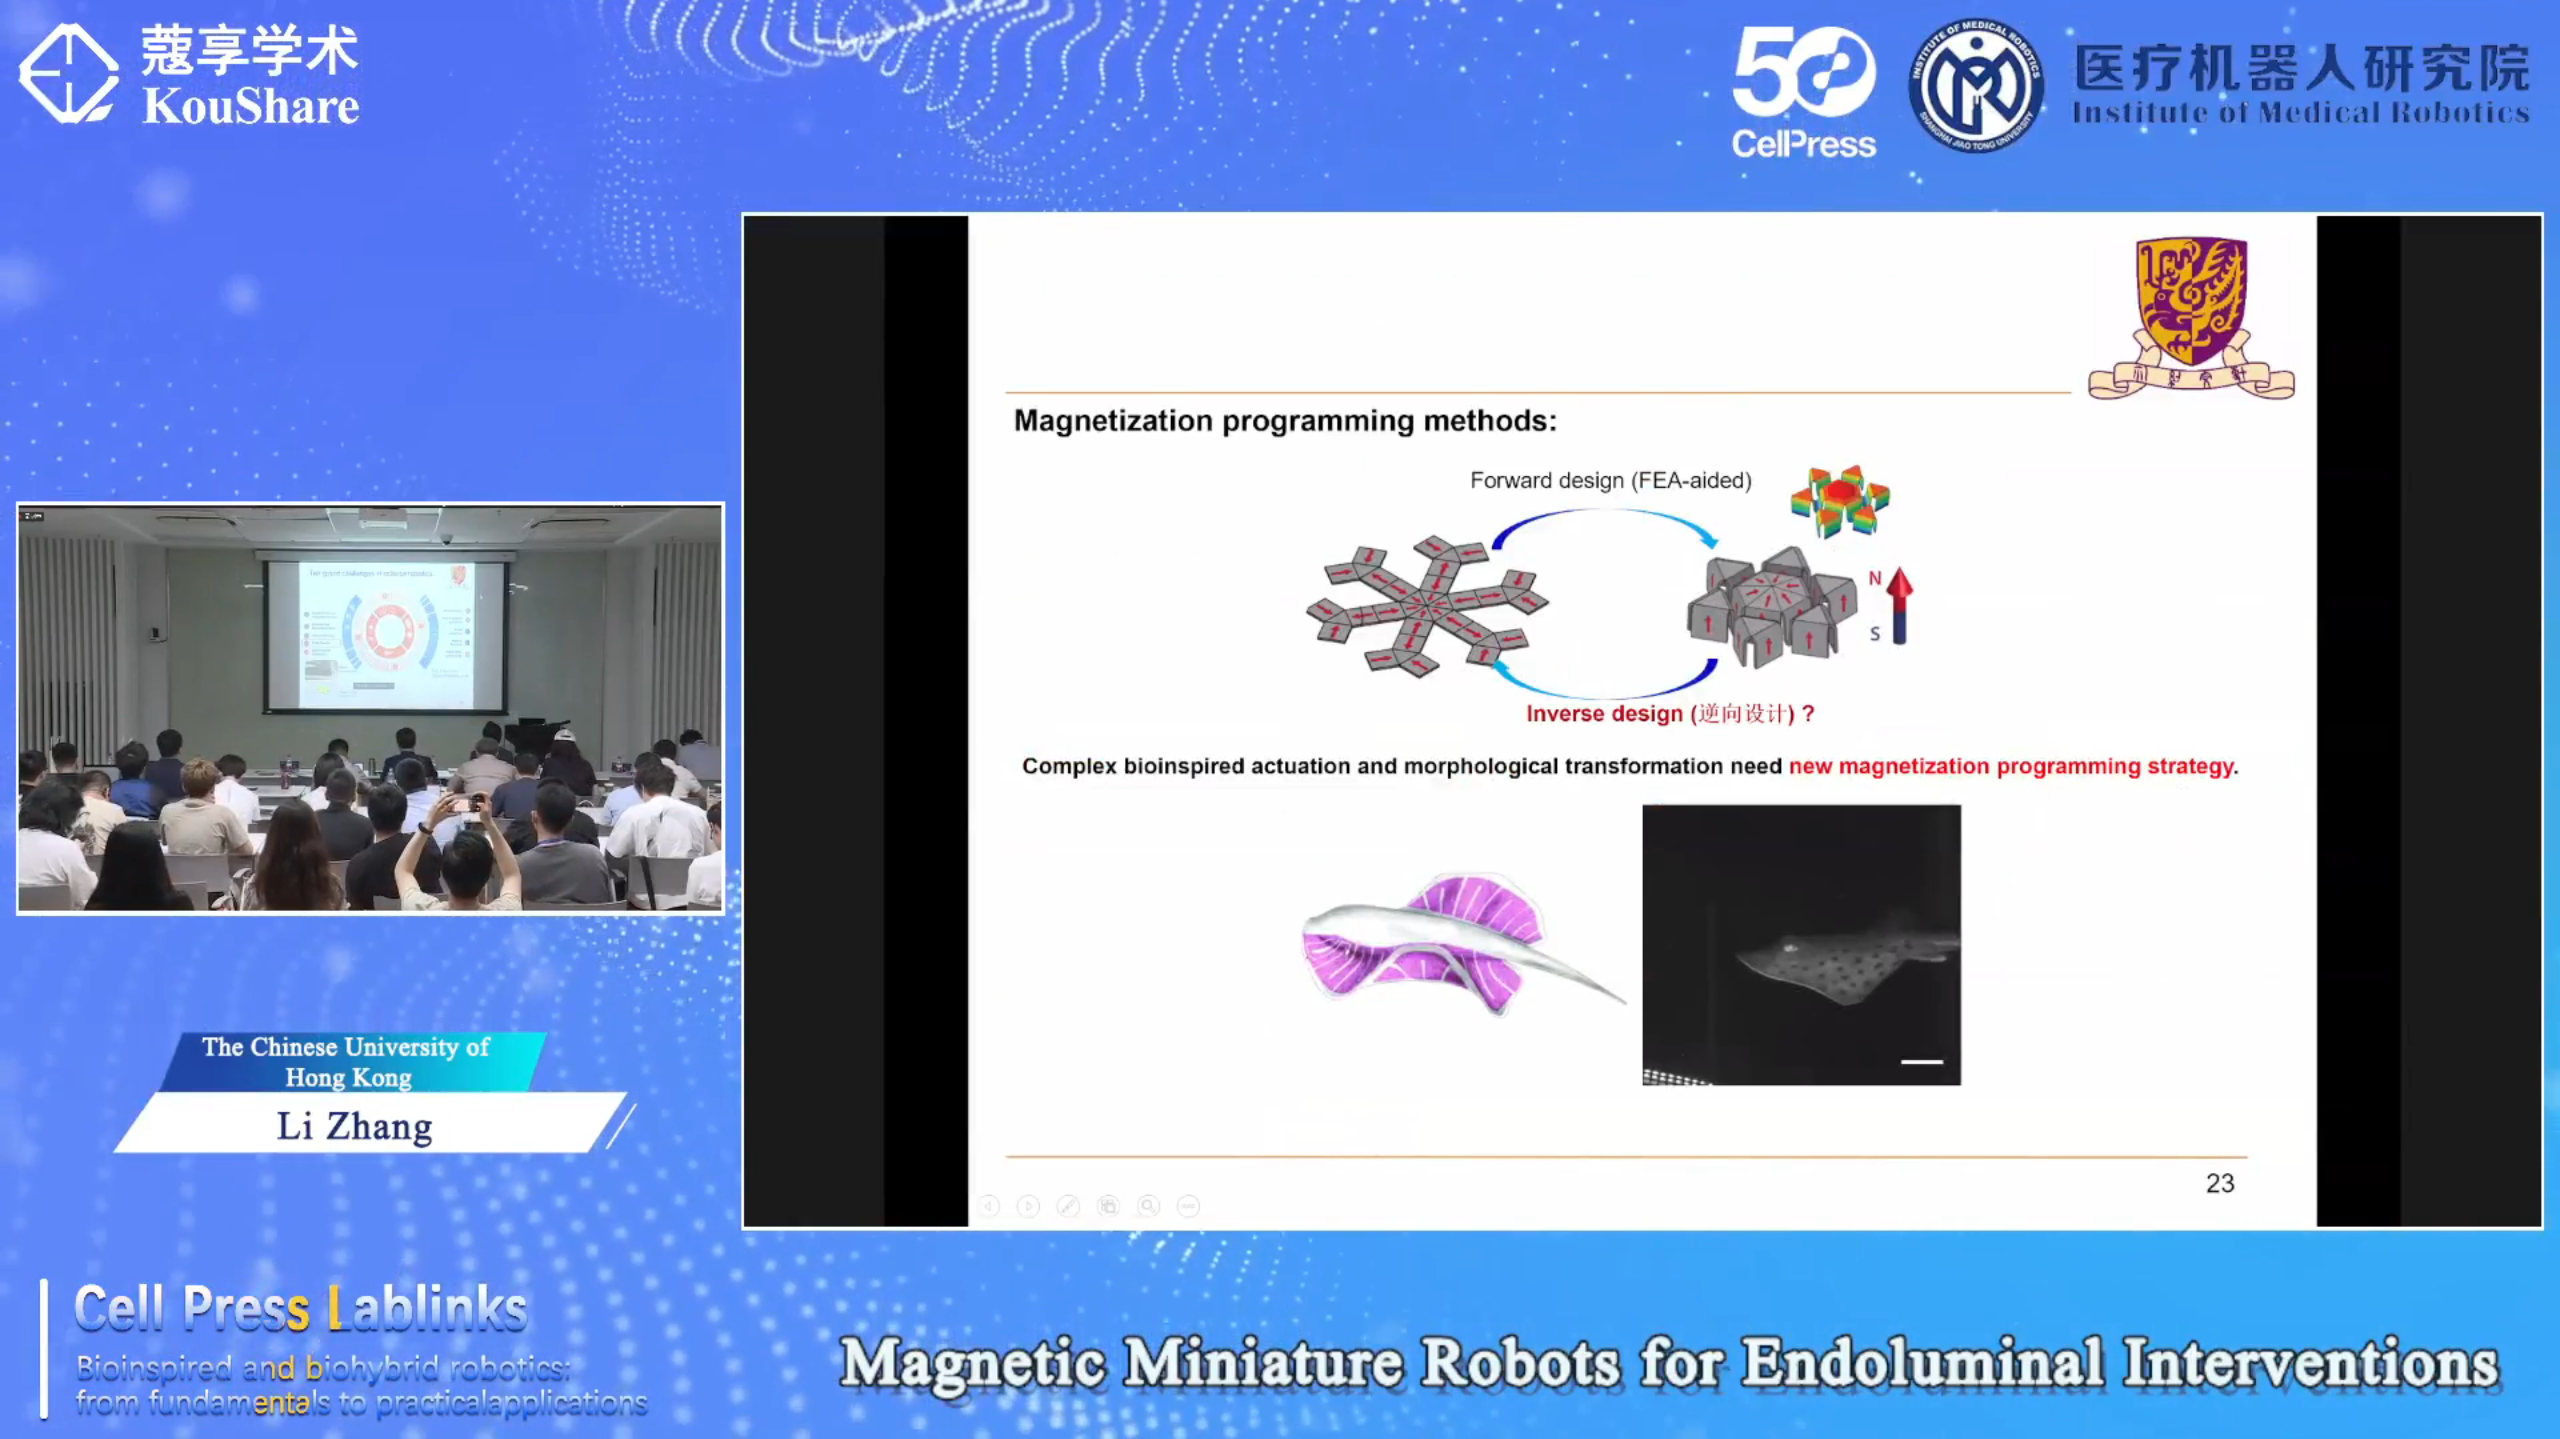 蔻享学术
KouShare
50
CellPress
INSTITUTE OF MEDICAL ROBOTICS
SHANGHAI JIAO TONG UNIVERSITY
医疗机器人研究院
Institute of Medical Robotics
Magnetization programming methods:
Forward design (FEA-aided)
N
S
Inverse design (逆向设计) ?
Complex bioinspired actuation and morphological transformation need new magnetization programming strategy.
23
The Chinese University of
Hong Kong
Li Zhang
Cell Press Lablinks
Bioinspired and biohybrid robotics:
from fundamentals to practicalapplications
Magnetic Miniature Robots for Endoluminal Interventions